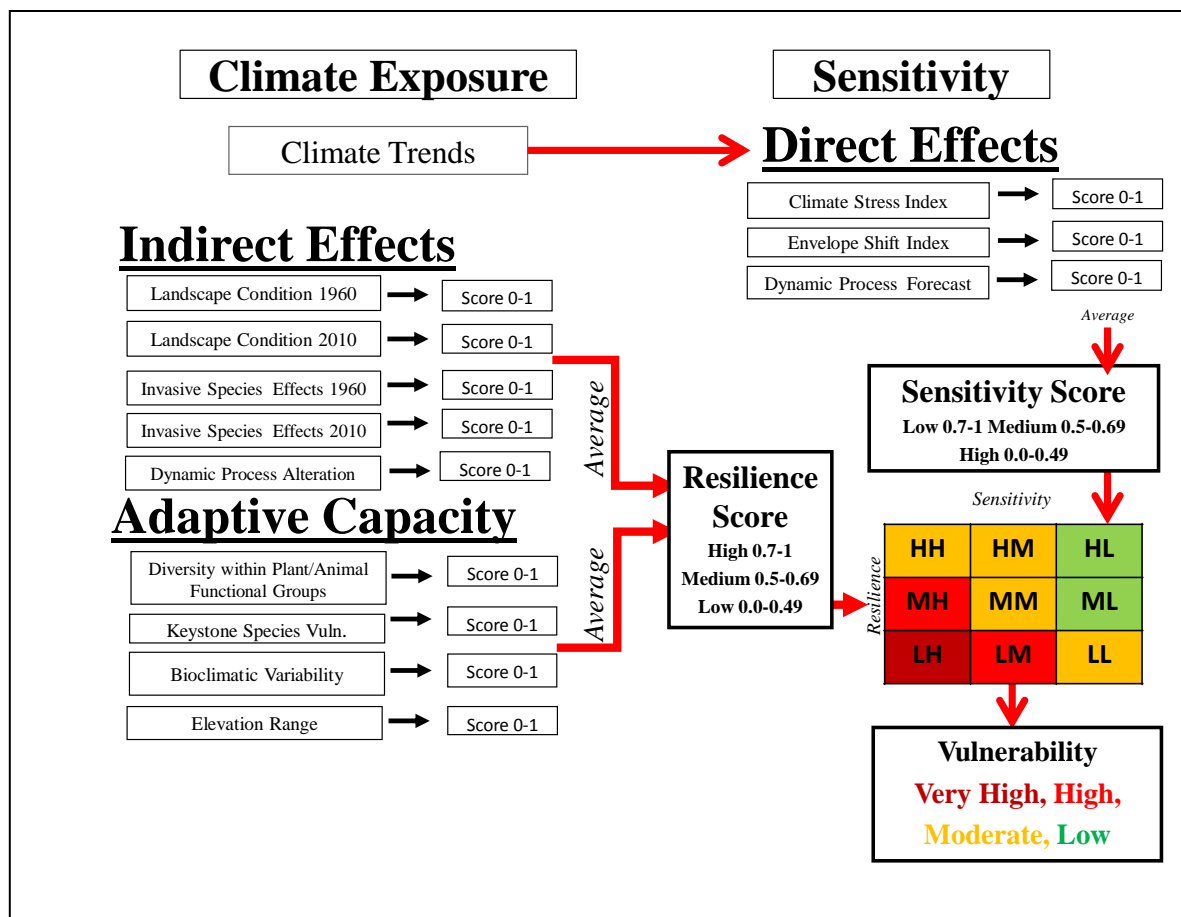 Climate Exposure
Sensitivity
Climate Trends
Direct Effects
Climate Stress Index
Score 0-1
Envelope Shift Index
Score 0-1
Dynamic Process Forecast
Score 0-1
Average
Sensitivity Score
Low 0.7-1 Medium 0.5-0.69
High 0.0-0.49
Indirect Effects
Landscape Condition 1960
Score 0-1
Landscape Condition 2010
Score 0-1
Invasive Species Effects 1960
Score 0-1
Invasive Species Effects 2010
Score 0-1
Dynamic Process Alteration
Score 0-1
Average
Adaptive Capacity
Diversity within Plant/Animal
Functional Groups
Score 0-1
Keystone Species Vuln.
Score 0-1
Bioclimatic Variability
Score 0-1
Elevation Range
Score 0-1
Average
Resilience
Score
High 0.7-1
Medium 0.5-0.69
Low 0.0-0.49
Sensitivity
Resilience
HH HM HL
MH MM ML
LH LM LL
Vulnerability
Very High, High,
Moderate, Low